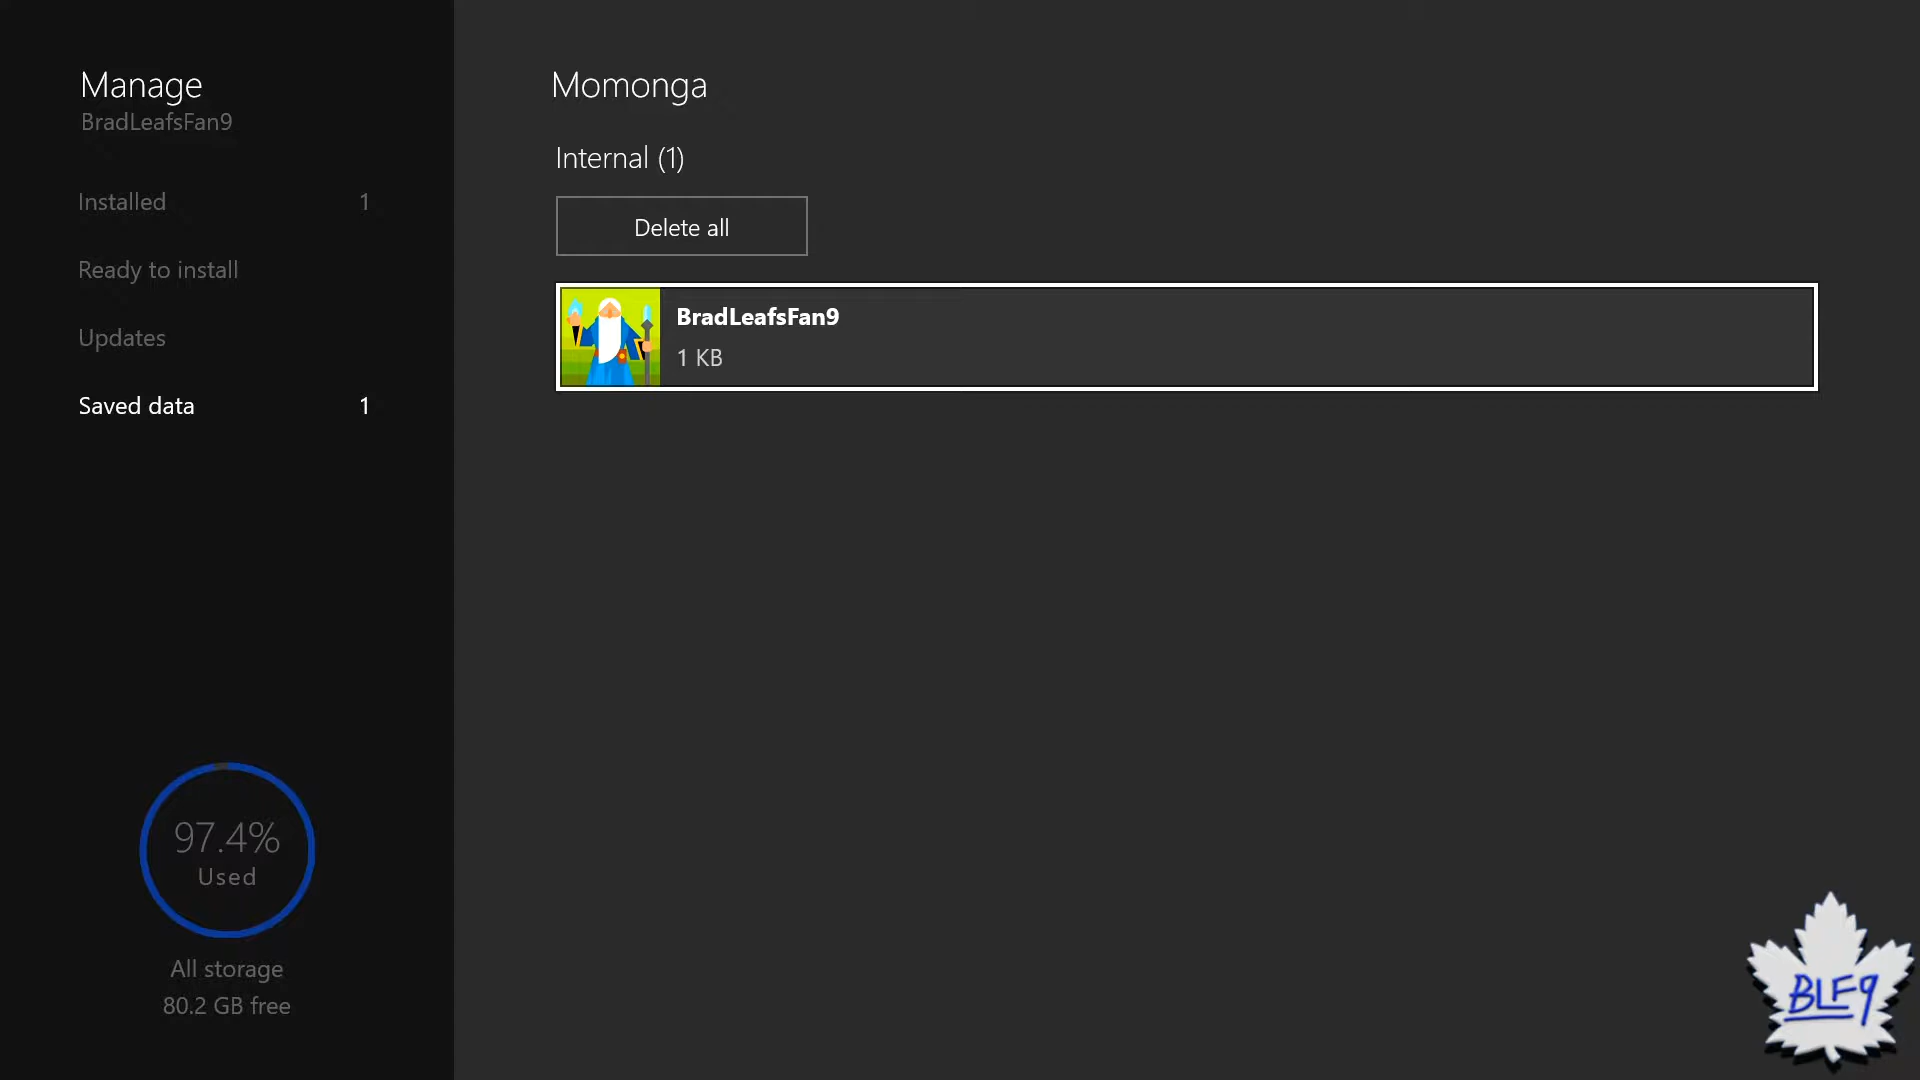 Manage
BradLeafsFan9
Installed 1
Ready to install
Updates
Saved data 1
97.4%
Used
All storage
80.2 GB free
Momonga
Internal (1)
Delete all
BradLeafsFan9
1 KB
BLF9